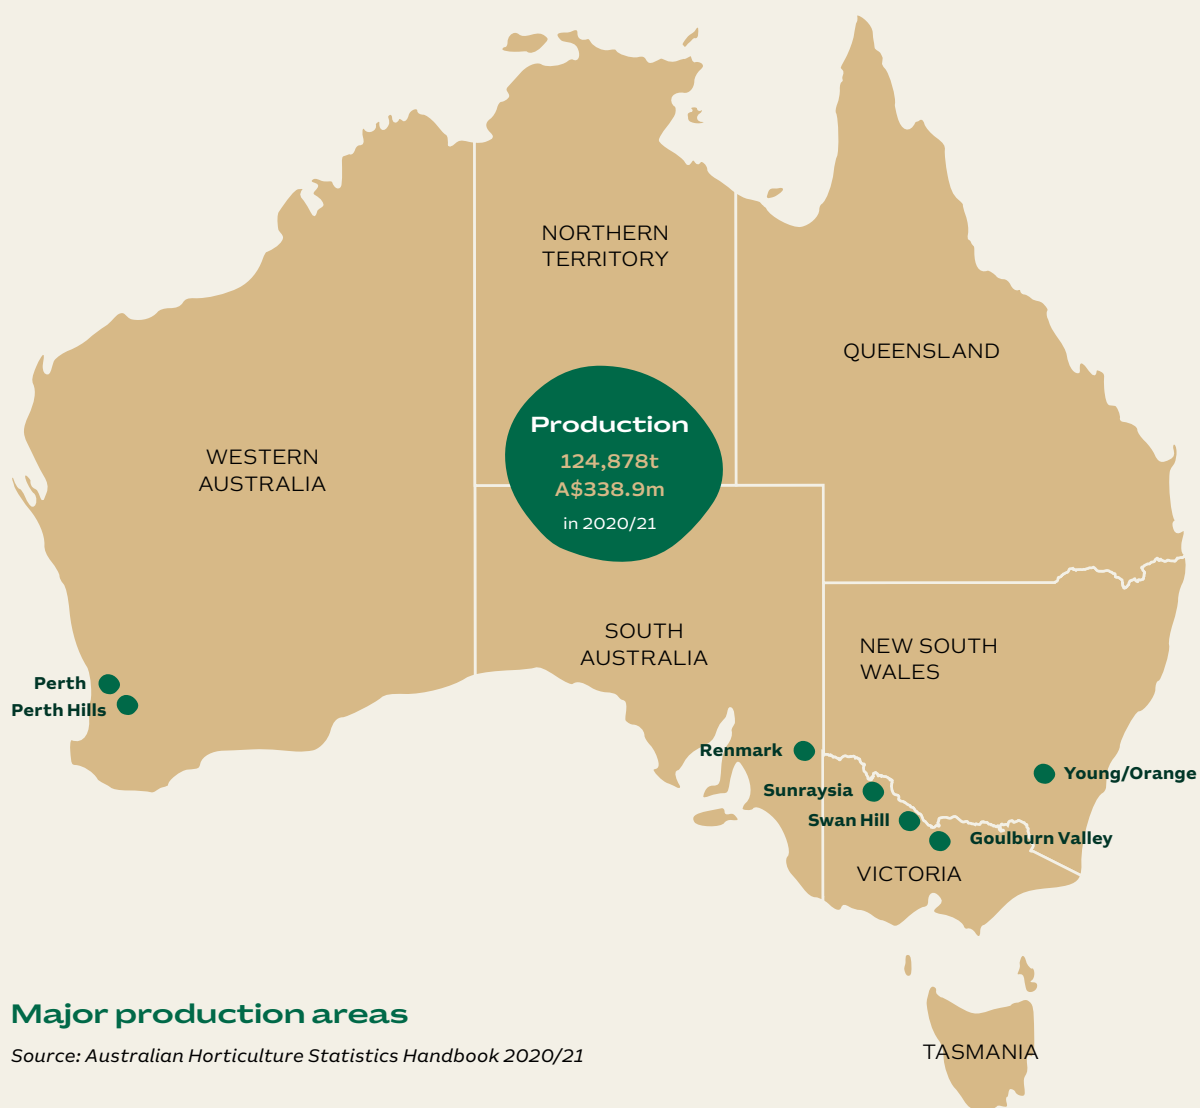 NORTHERN
TERRITORY
QUEENSLAND
Production
124,878t
A$338.9m
in 2020/21
WESTERN
AUSTRALIA
SOUTH
AUSTRALIA
NEW SOUTH
WALES
Perth
Perth Hills
Renmark
Young/Orange
Sunraysia
Swan Hill
Goulburn Valley
VICTORIA
Major production areas
Source: Australian Horticulture Statistics Handbook 2020/21
TASMANIA